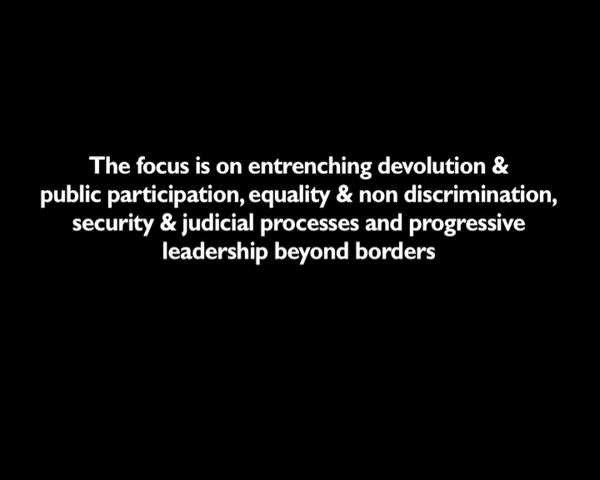 The focus is on entrenching devolution &
public participation, equality & non discrimination,
security & judicial processes and progressive
leadership beyond borders